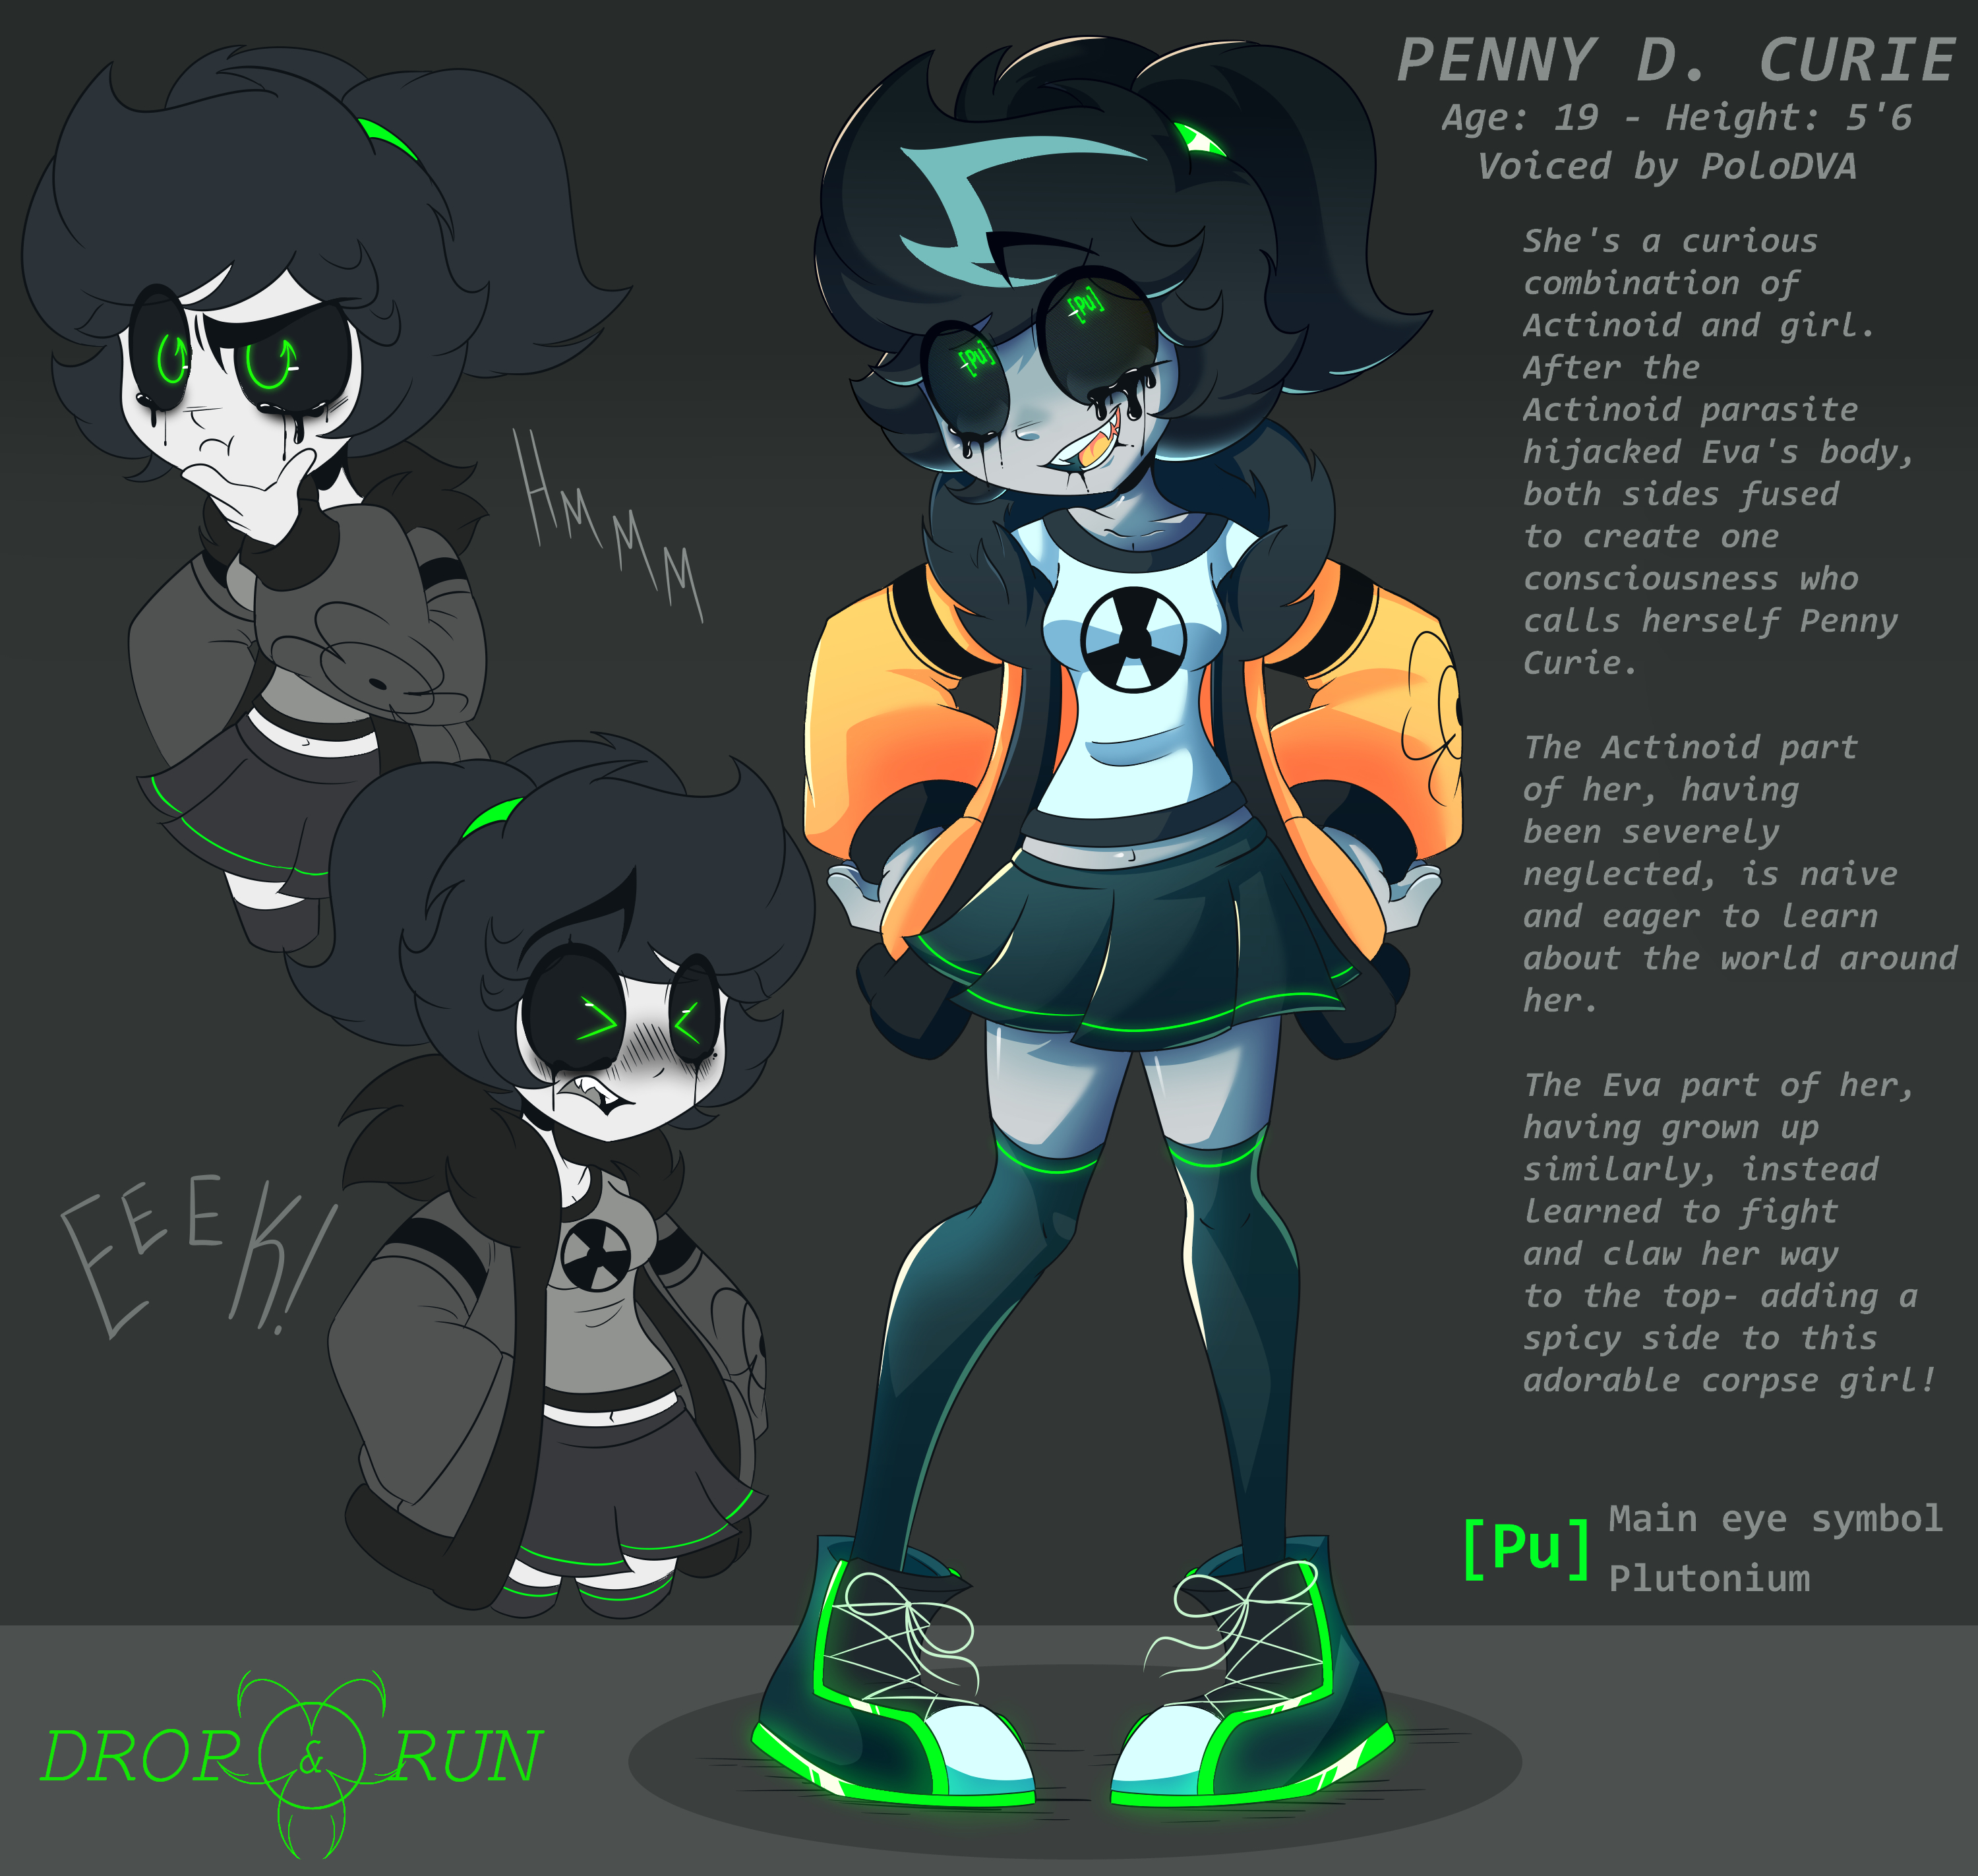 PENNY D. CURIE
Age: 19 - Height: 5'6
Voiced by PoloDVA
She's a curious
combination of
Actinoid and girl.
After the
Actinoid parasite
hijacked Eva's body,
both sides fused
to create one
consciousness who
calls herself Penny
Curie.
The Actinoid part
of her, having
been severely
neglected, is naive
and eager to learn
about the world around
her.
The Eva part of her,
having grown up
similarly, instead
learned to fight
and claw her way
to the top- adding a
spicy side to this
adorable corpse girl!
[Pu] Main eye symbol
Plutonium
[Pu]
[Pu]
HMMM
EEEK!
DROP & RUN